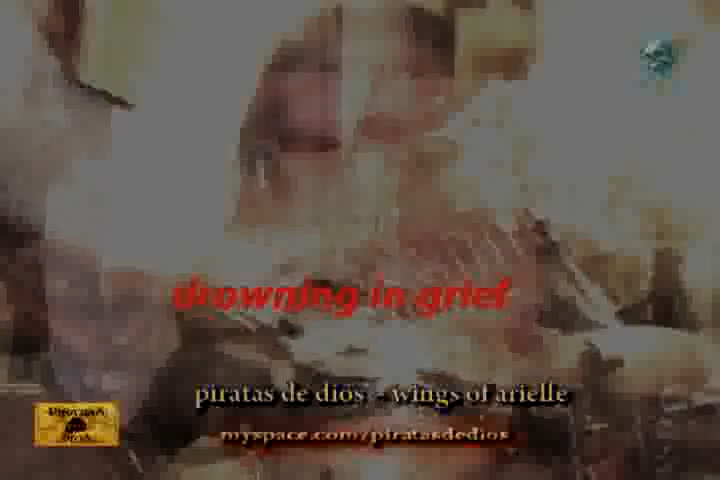 drowning in grief
piratas de dios - wings of arielle
myspace.com/piratasdedios